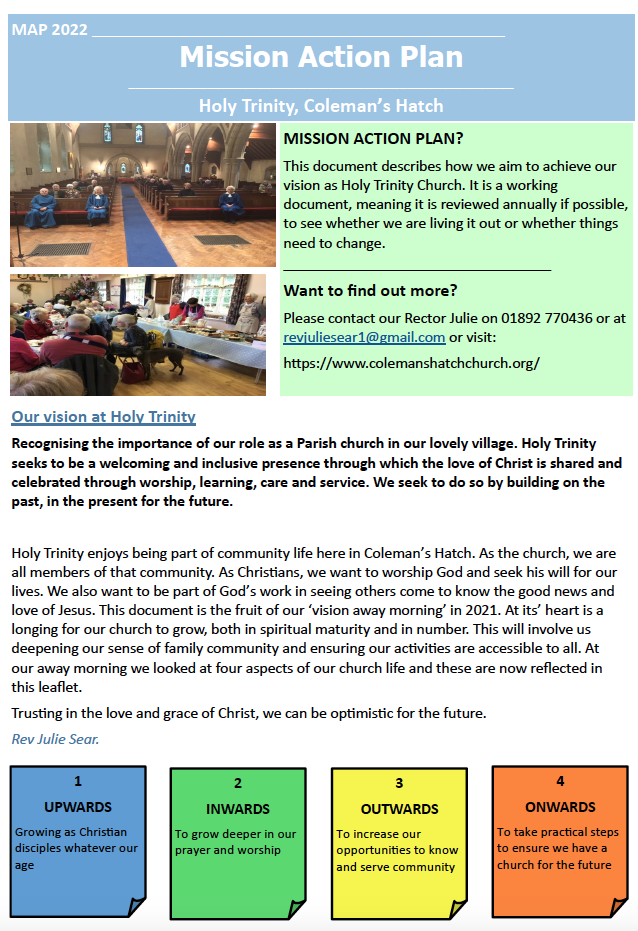 MAP 2022
Mission Action Plan
Holy Trinity, Coleman's Hatch
MISSION ACTION PLAN?
This document describes how we aim to achieve our
vision as Holy Trinity Church. It is a working
document, meaning it is reviewed annually if possible,
to see whether we are living it out or whether things
need to change.
Want to find out more?
Please contact our Rector Julie on 01892 770436 or at
revjuliesear1@gmail.com or visit:
https://www.colemanshatchchurch.org/
Our vision at Holy Trinity
Recognising the importance of our role as a Parish church in our lovely village. Holy Trinity
seeks to be a welcoming and inclusive presence through which the love of Christ is shared and
celebrated through worship, learning, care and service. We seek to do so by building on the
past, in the present for the future.
Holy Trinity enjoys being part of community life here in Coleman's Hatch. As the church, we are
all members of that community. As Christians, we want to worship God and seek his will for our
lives. We also want to be part of God's work in seeing others come to know the good news and
love of Jesus. This document is the fruit of our 'vision away morning' in 2021. At its' heart is a
longing for our church to grow, both in spiritual maturity and in number. This will involve us
deepening our sense of family community and ensuring our activities are accessible to all. At
our away morning we looked at four aspects of our church life and these are now reflected in
this leaflet.
Trusting in the love and grace of Christ, we can be optimistic for the future.
Rev Julie Sear.
1
UPWARDS
Growing as Christian
disciples whatever our
age
2
INWARDS
To grow deeper in our
prayer and worship
3
OUTWARDS
To increase our
opportunities to know
and serve community
4
ONWARDS
To take practical steps
to ensure we have a
church for the future